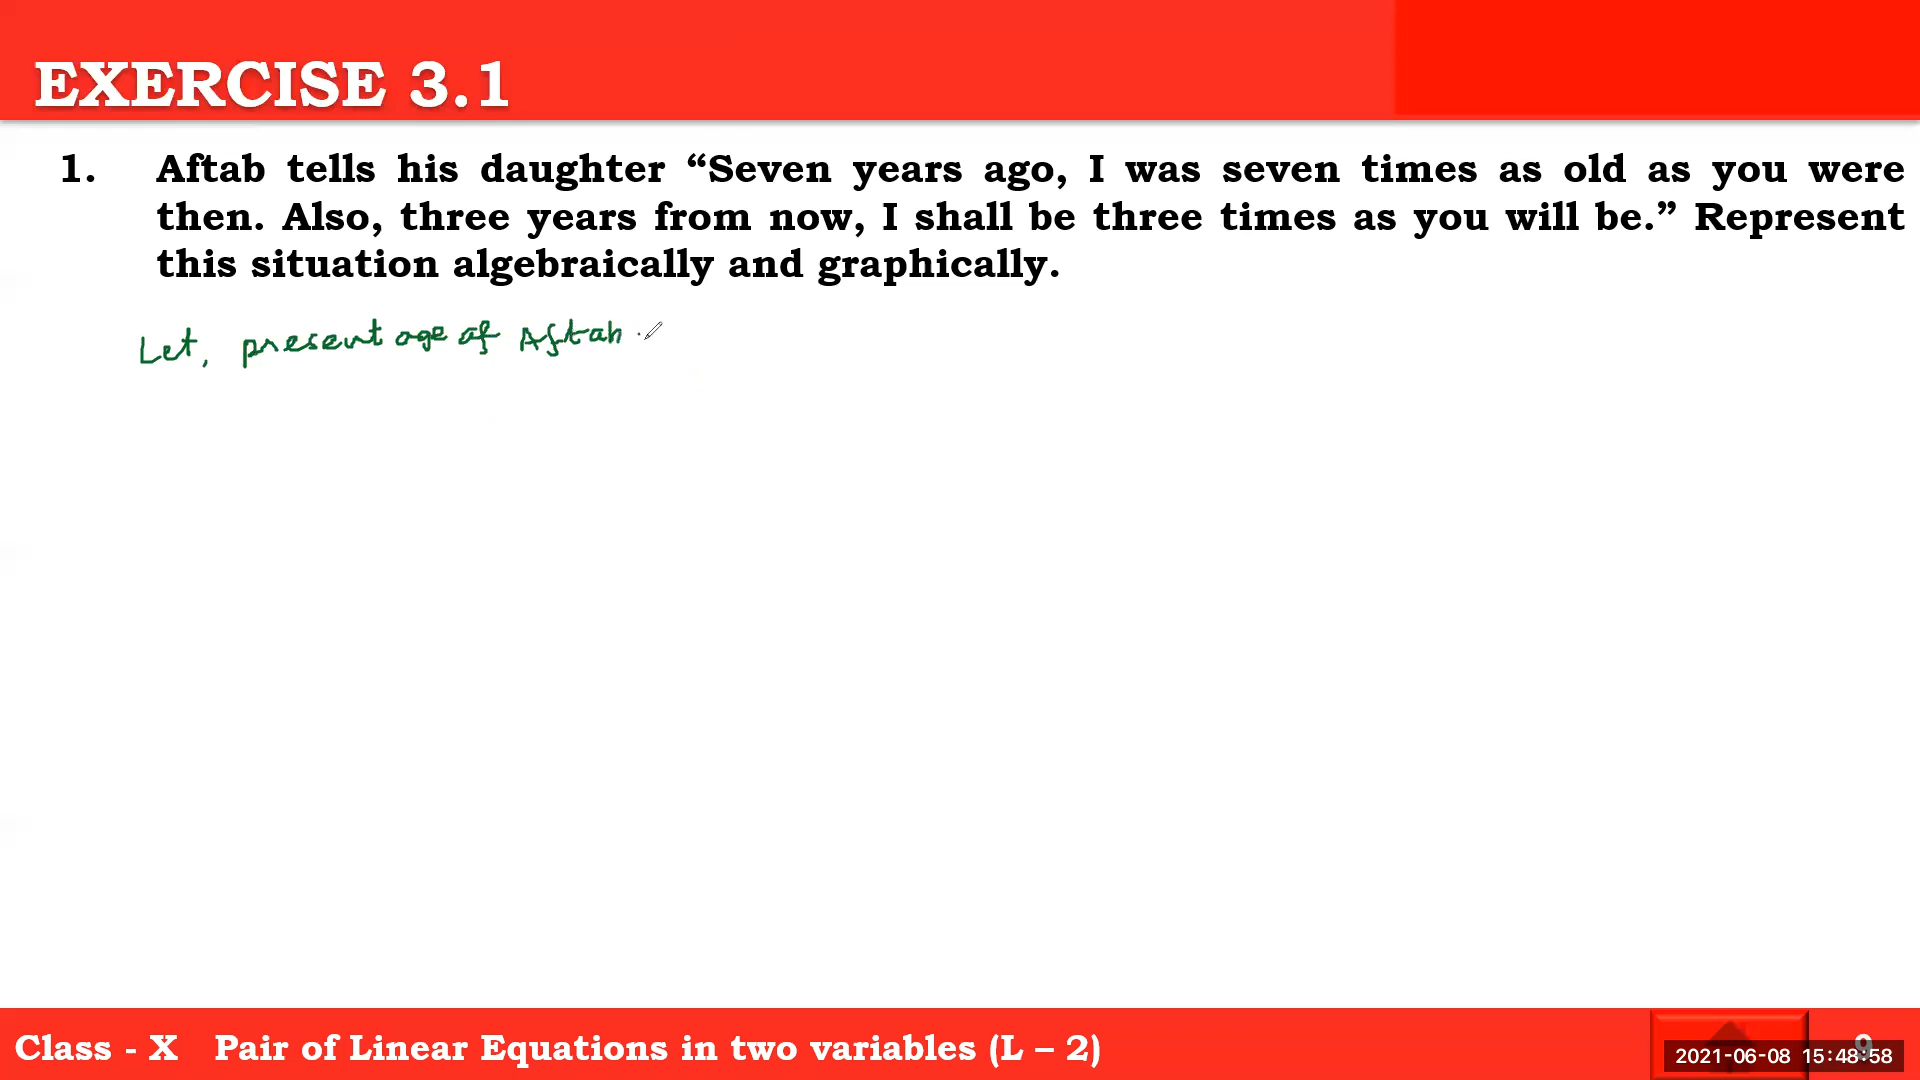 EXERCISE 3.1
1. Aftab tells his daughter “Seven years ago, I was seven times as old as you were
then. Also, three years from now, I shall be three times as you will be.” Represent
this situation algebraically and graphically.
Let, present age of Aftab
Class - X Pair of Linear Equations in two variables (L – 2)
9
2021-06-08 15:48:58